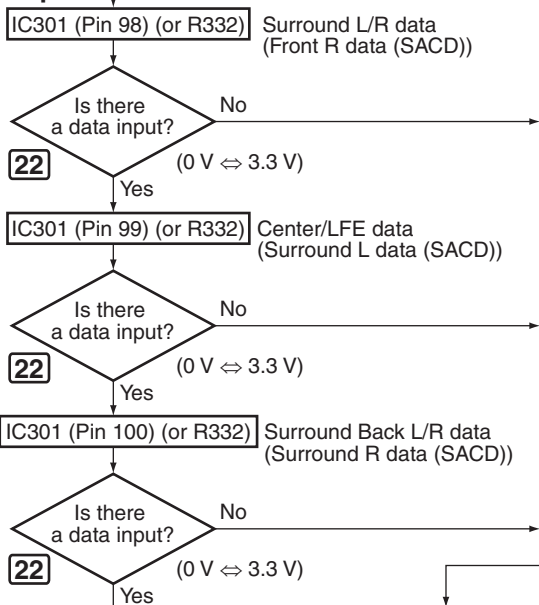 IC301 (Pin 98) (or R332) Surround L/R data
(Front R data (SACD))
Is there
a data input?
No
22
(0 V ⇔ 3.3 V)
Yes
IC301 (Pin 99) (or R332) Center/LFE data
(Surround L data (SACD))
Is there
a data input?
No
22
(0 V ⇔ 3.3 V)
Yes
IC301 (Pin 100) (or R332) Surround Back L/R data
(Surround R data (SACD))
Is there
a data input?
No
22
(0 V ⇔ 3.3 V)
Yes